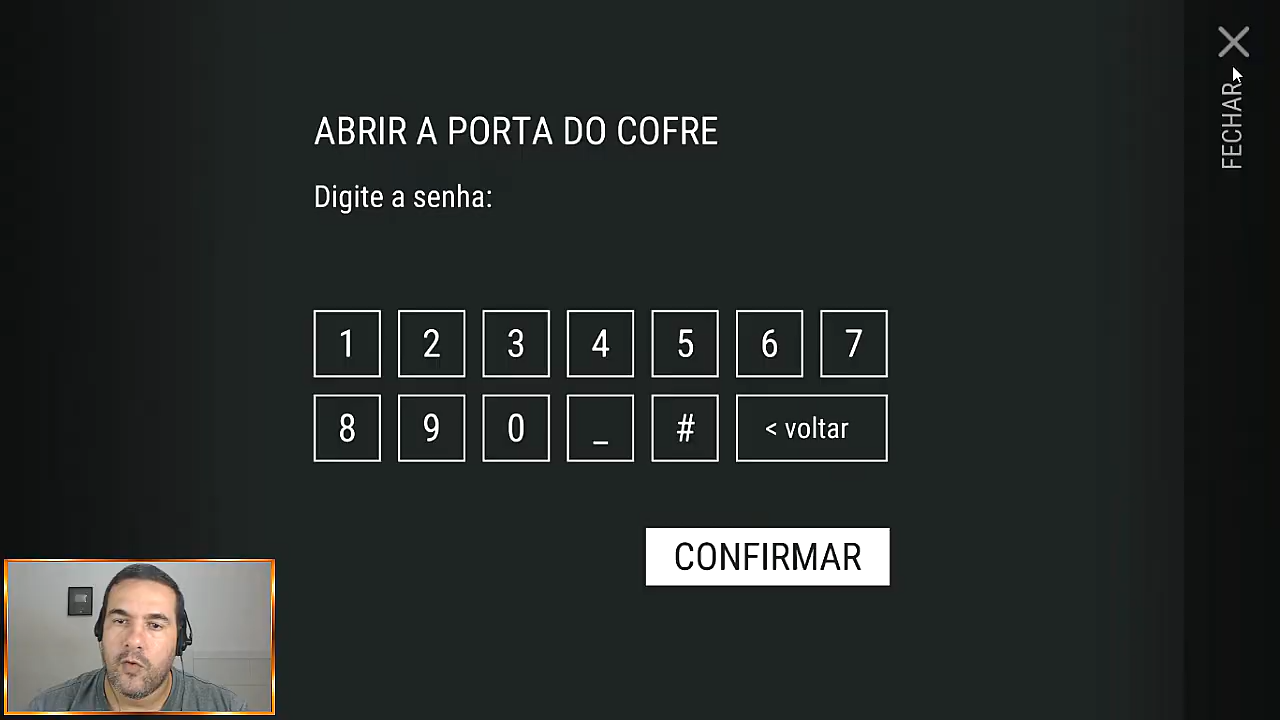 ABRIR A PORTA DO COFRE
Digite a senha:
1 2 3 4 5 6 7
8 9 0 _ # < voltar
CONFIRMAR
FECHAR